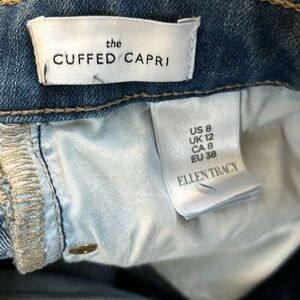 the
CUFFED CAPRI
US 8
UK 12
CA 8
EU 38
ELLEN TRACY